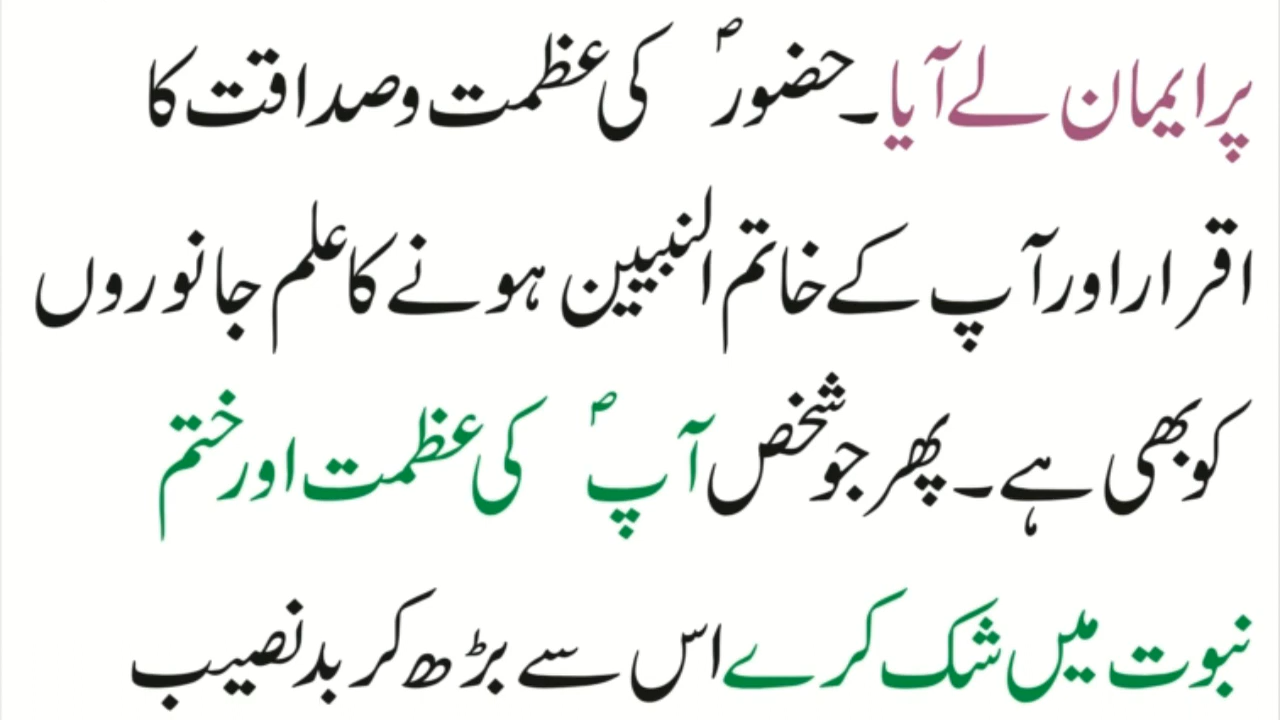 پر ایمان لے آیا۔ حضورؐ کی عظمت و صداقت کا
اقرار اور آپ کے خاتم النبیین ہونے کا علم جانوروں
کو بھی ہے۔ پھر جو شخص آپؐ کی عظمت اور ختم
نبوت میں شک کرے اس سے بڑھ کر بدنصیب